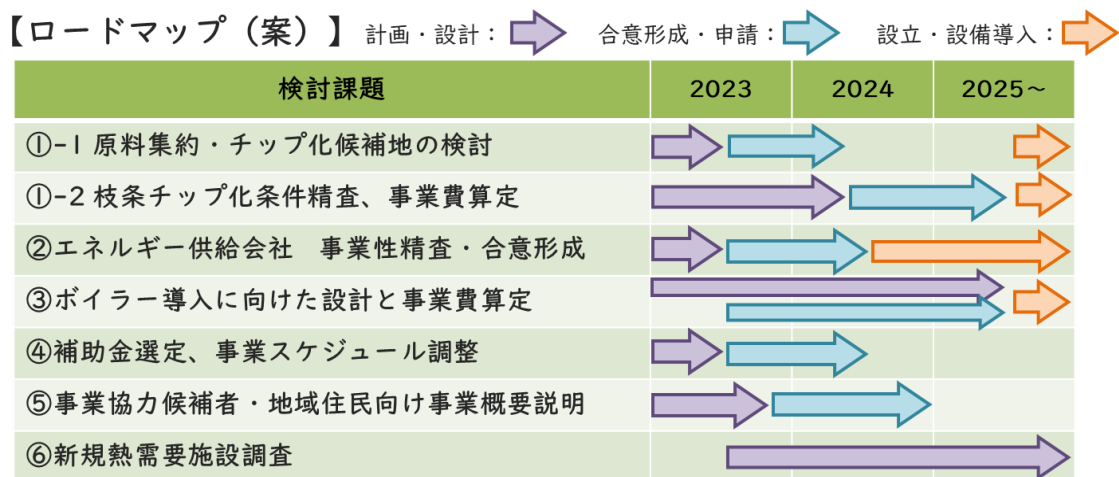 【ロードマップ（案）】 計画・設計： 合意形成・申請： 設立・設備導入：
検討課題 2023 2024 2025～
①-1 原料集約・チップ化候補地の検討
①-2 枝条チップ化条件精査、事業費算定
②エネルギー供給会社　事業性精査・合意形成
③ボイラー導入に向けた設計と事業費算定
④補助金選定、事業スケジュール調整
⑤事業協力候補者・地域住民向け事業概要説明
⑥新規熱需要施設調査